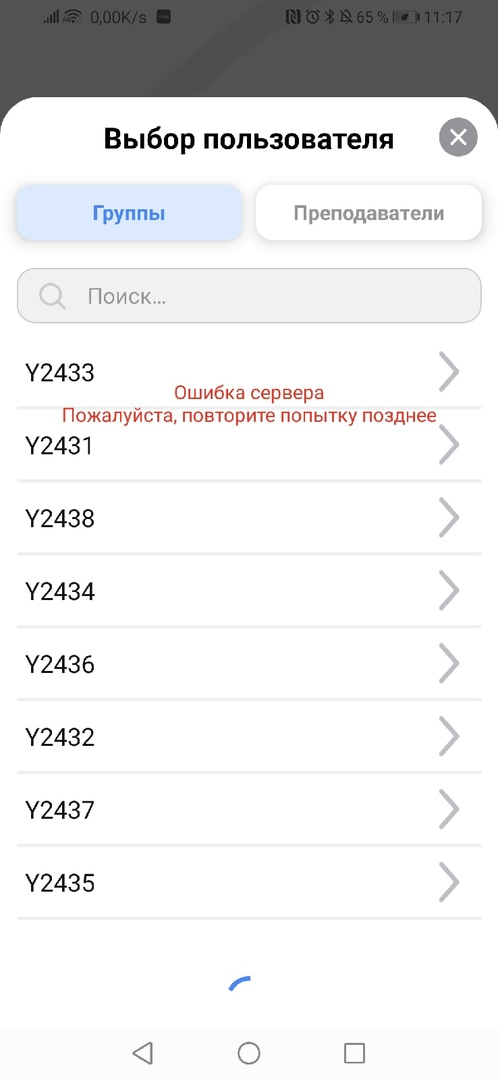 0,00K/s 65 % 11:17
Выбор пользователя
Группы Преподаватели
Поиск...
Y2433
Ошибка сервера
Пожалуйста, повторите попытку позднее
Y2431
Y2438
Y2434
Y2436
Y2432
Y2437
Y2435